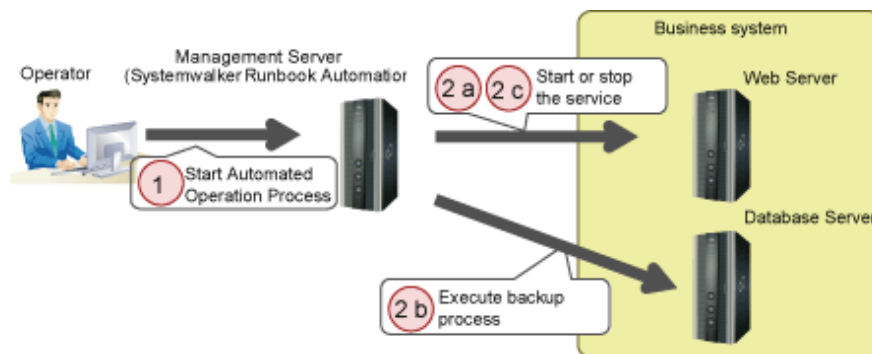 Business system
Management Server
(Systemwalker Runbook Automatior
Operator
2 a 2 c Start or stop
the service
Web Server
1 Start Automated
Operation Process
Database Server
2 b Execute backup
process